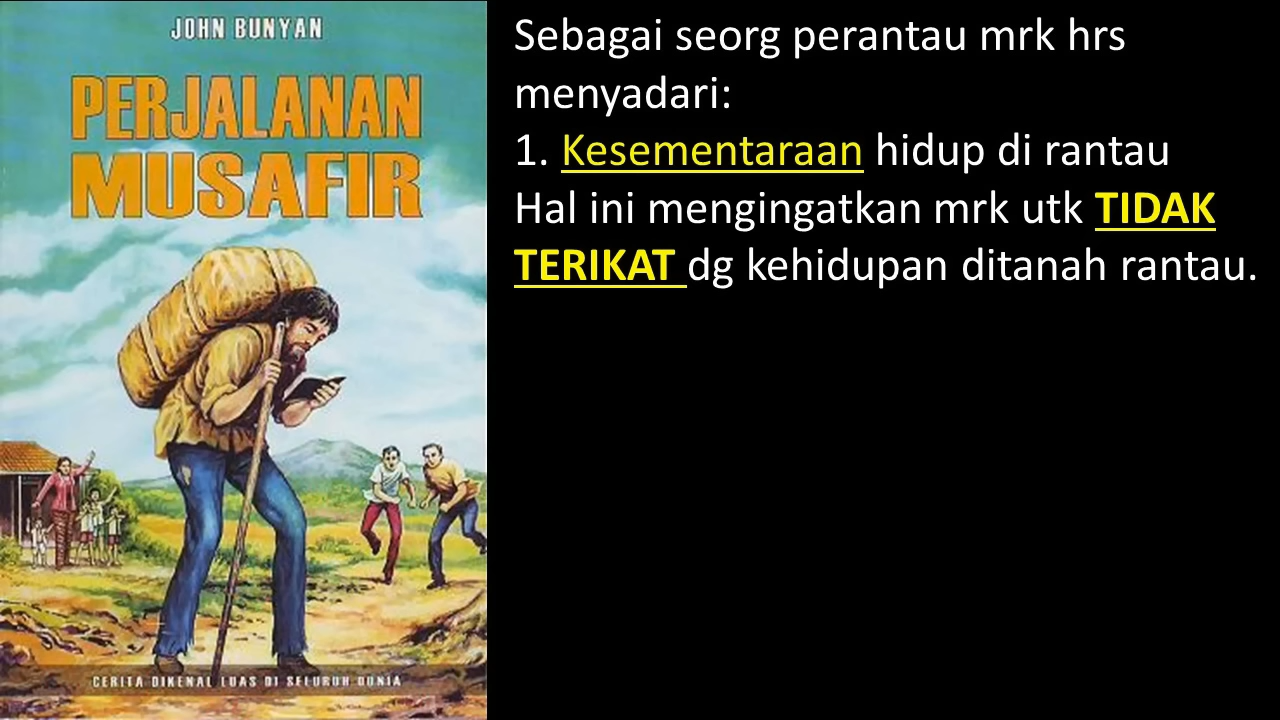 JOHN BUNYAN
PERJALANAN
MUSAFIR
CERITA DIKENAL LUAS DI SELURUH DUNIA
Sebagai seorg perantau mrk hrs
menyadari:
1. Kesementaraan hidup di rantau
Hal ini mengingatkan mrk utk TIDAK
TERIKAT dg kehidupan ditanah rantau.